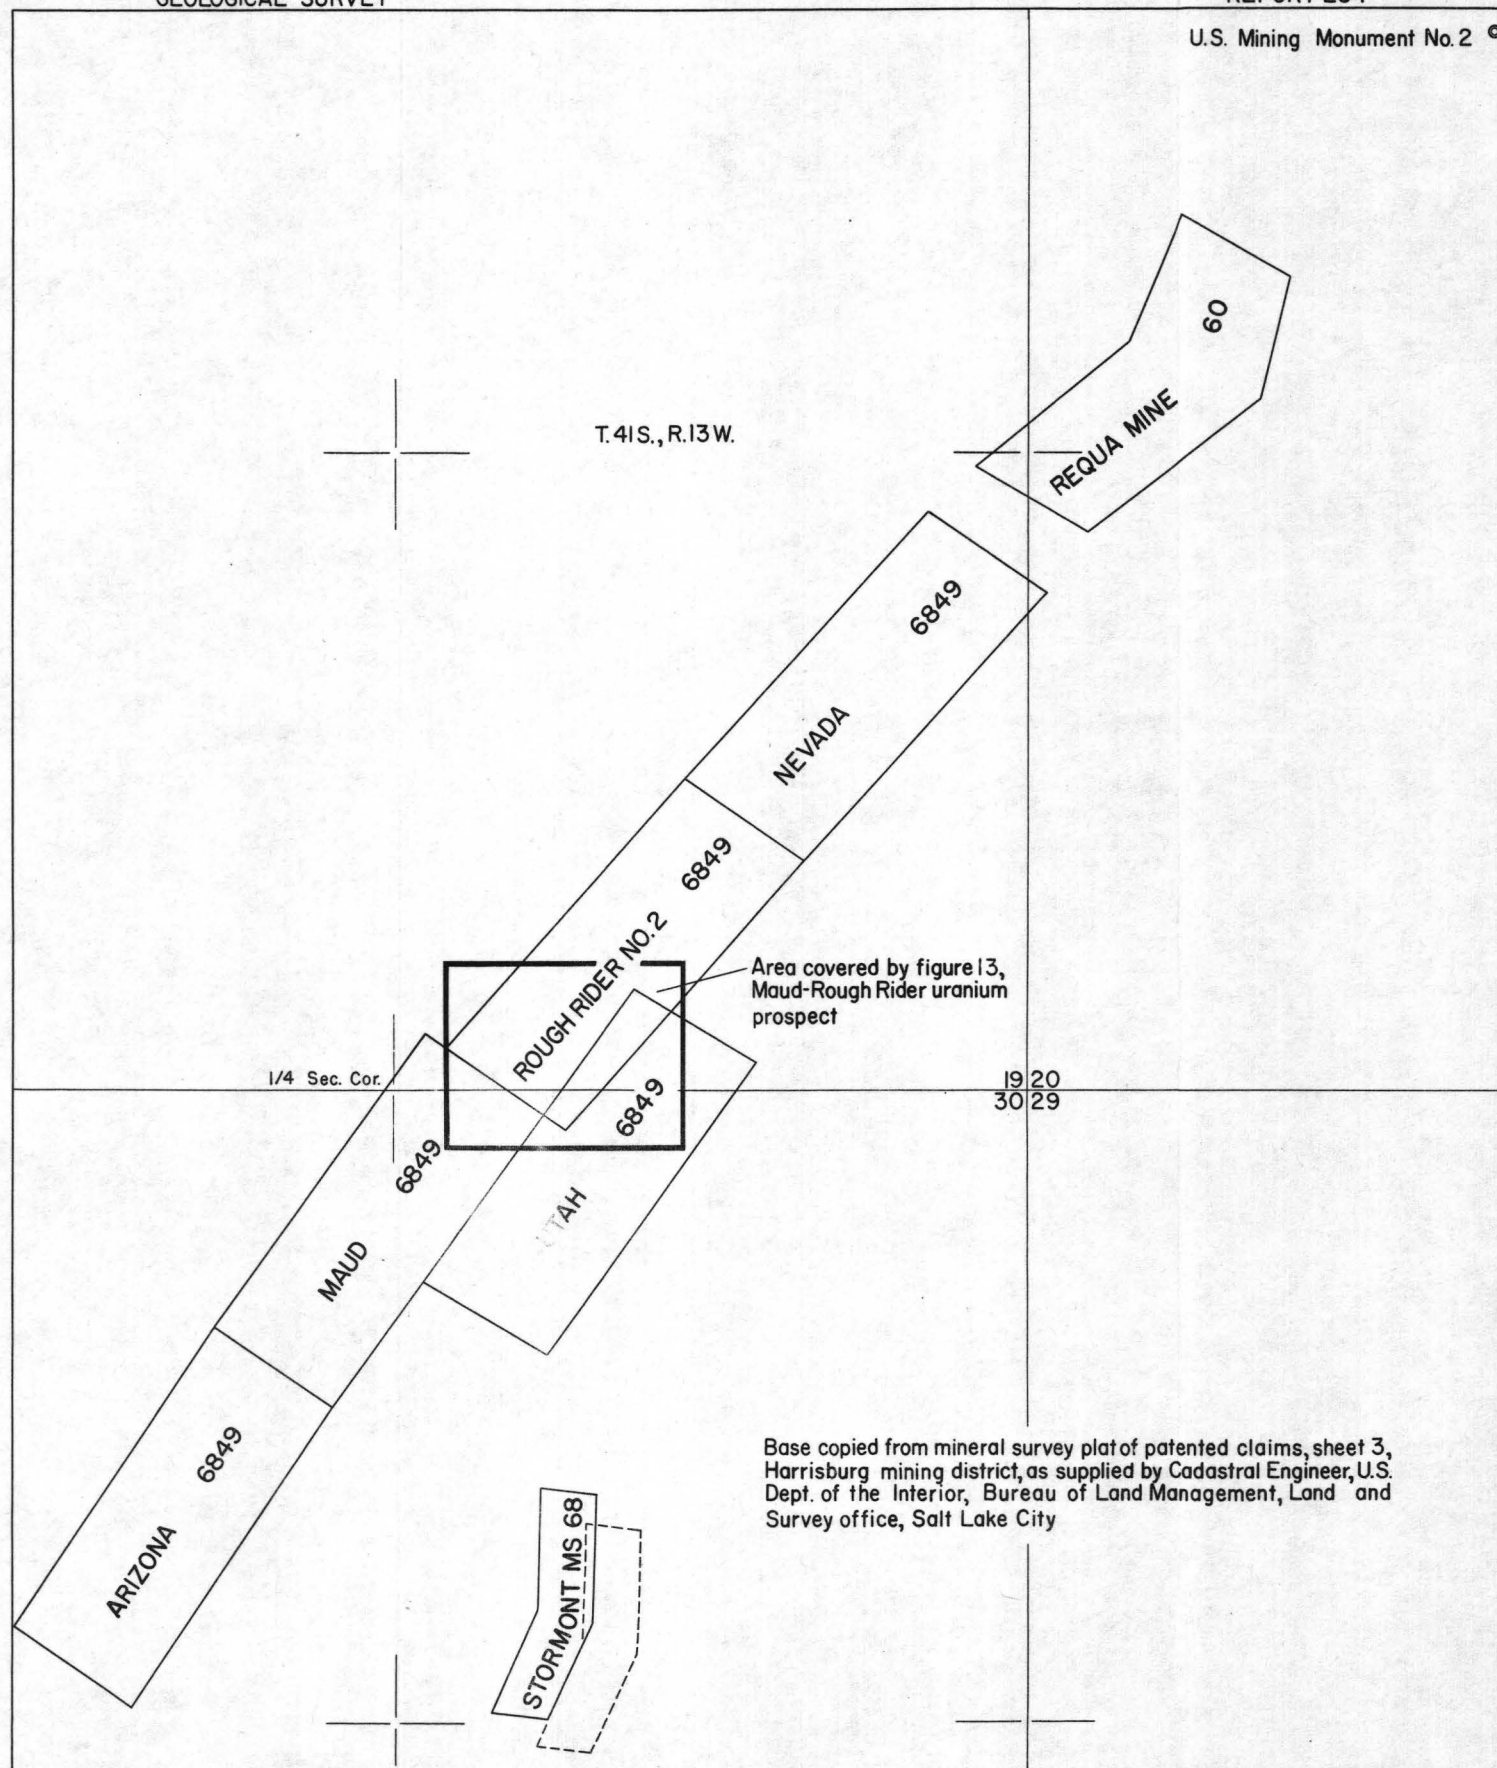 GEOLOGICAL SURVEY
U.S. Mining Monument No. 2
60
REQUA MINE
T. 41 S., R. 13 W.
6849
NEVADA
6849
ROUGH RIDER NO. 2
Area covered by figure 13,
Maud-Rough Rider uranium
prospect
1/4 Sec. Cor.
19 20
30 29
6849
6849
MAUD
UTAH
6849
ARIZONA
Base copied from mineral survey plat of patented claims, sheet 3,
Harrisburg mining district, as supplied by Cadastral Engineer, U.S.
Dept. of the Interior, Bureau of Land Management, Land and
Survey office, Salt Lake City
STORMONT MS 68